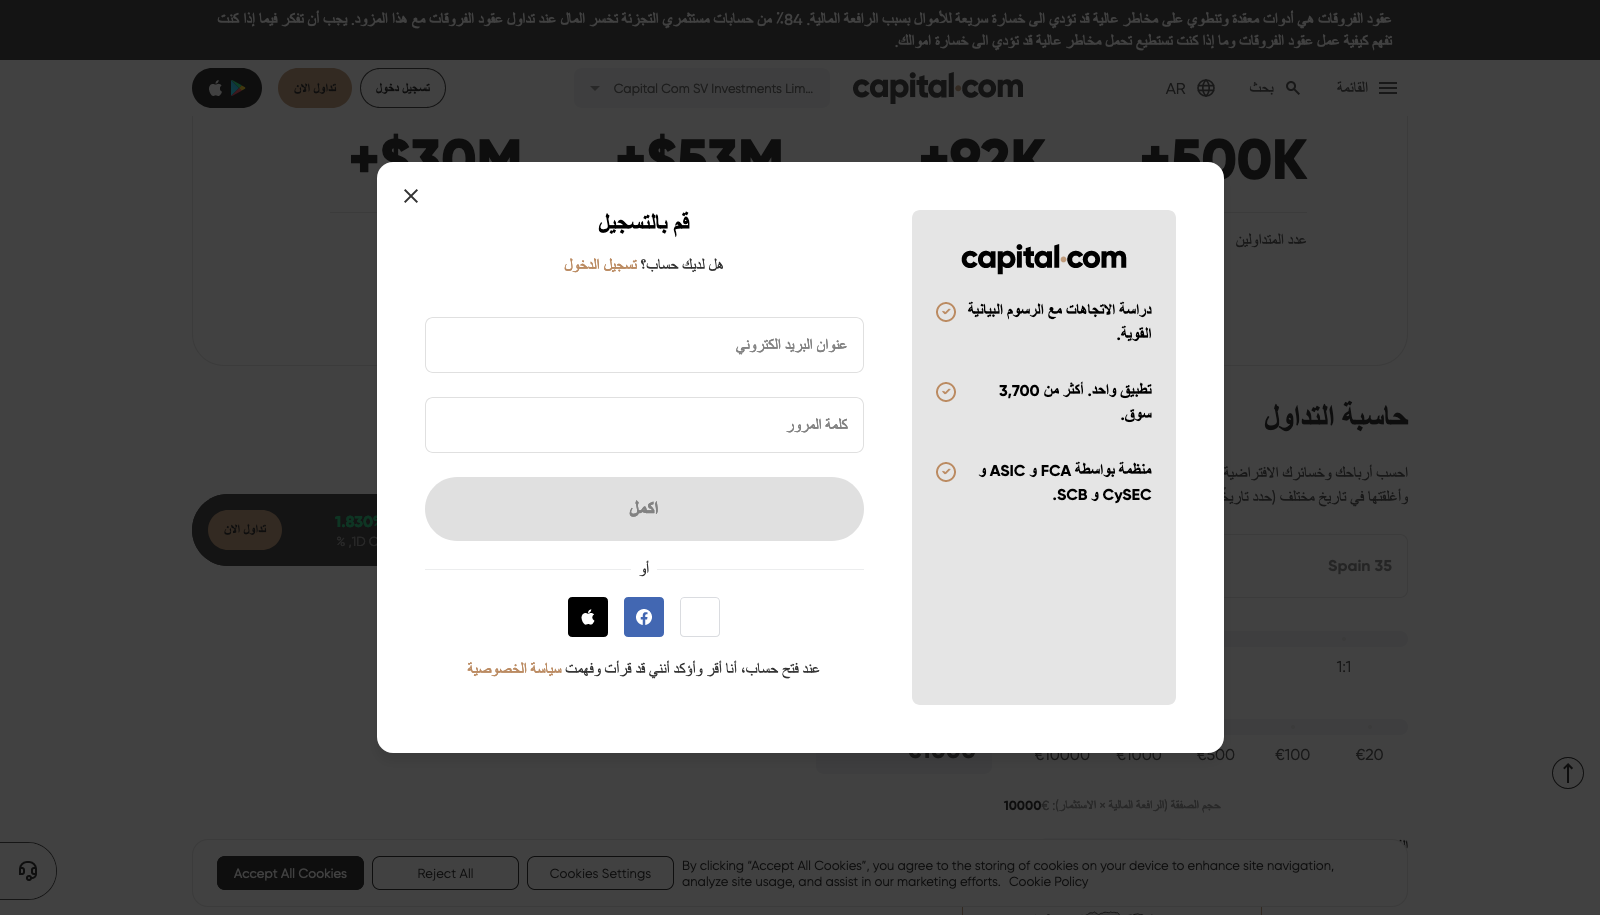 عقود الفروقات هي أدوات معقدة وتنطوي على مخاطر عالية قد تؤدي الى خسارة سريعة للأموال بسبب الرافعة المالية. 84٪ من حسابات مستثمري التجزئة تخسر المال عند تداول عقود الفروقات مع هذا المزود. يجب أن تفكر فيما إذا كنت
تفهم كيفية عمل عقود الفروقات وما إذا كنت تستطيع تحمل مخاطر عالية قد تؤدي الى خسارة اموالك.
القائمة
بحث
AR
capital.com
Capital Com SV Investments Lim...
تسجيل دخول
تداول الان
+500K
+92K
+$53M
+$30M
عدد المتداولين
قم بالتسجيل
هل لديك حساب؟ تسجيل الدخول
عنوان البريد الكتروني
كلمة المرور
اكمل
أو
عند فتح حساب، أنا أقر وأؤكد أنني قد قرأت وفهمت سياسة الخصوصية
capital.com
دراسة الاتجاهات مع الرسوم البيانية
القوية.
تطبيق واحد. أكثر من 3,700
سوق.
منظمة بواسطة FCA و ASIC و
CySEC و SCB.
حاسبة التداول
احسب أرباحك وخسائرك الافتراضية
وأغلقتها في تاريخ مختلف (حدد
1.830%
تداول الان
Spain 35
1:1
€20
€100
€500
€1000
€10000
حجم الصفقة (الرافعة المالية × الاستثمار): €10000
Accept All Cookies
Reject All
Cookies Settings
By clicking "Accept All Cookies", you agree to the storing of cookies on your device to enhance site navigation,
analyze site usage, and assist in our marketing efforts. Cookie Policy